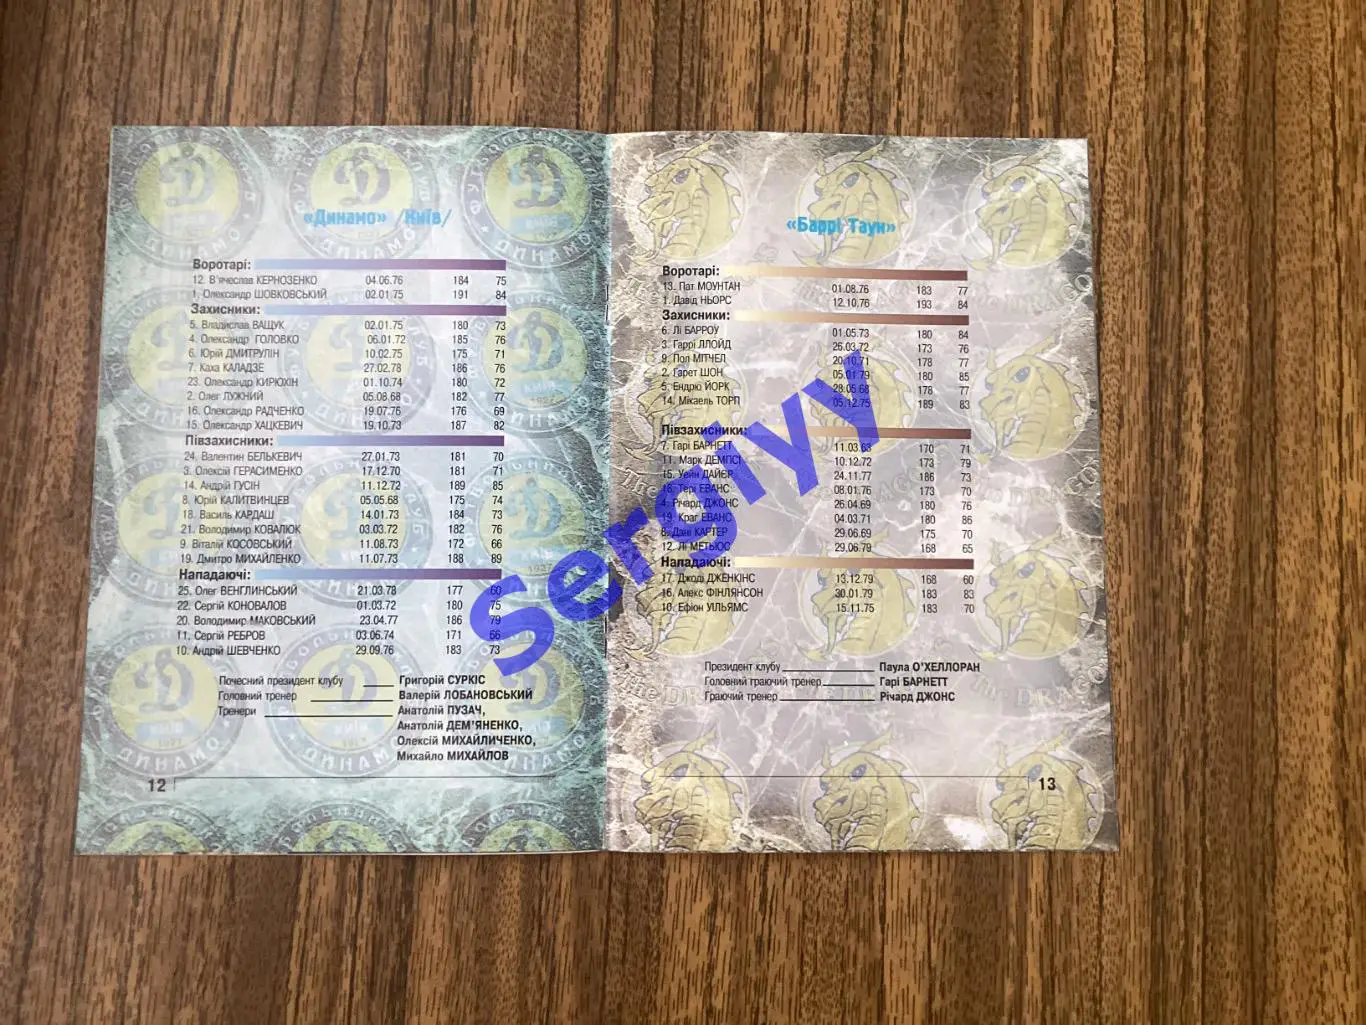 «Динамо» /Київ/
Воротарі:
12. В'ячеслав КЕРНОЗЕНКО 04.06.76 184 75
1. Олександр ШОВКОВСЬКИЙ 02.01.75 191 84
Захисники:
5. Владислав ВАЩУК 02.01.75 180 73
4. Олександр ГОЛОВКО 06.01.72 185 76
6. Юрій ДМИТРУЛІН 10.02.75 175 71
7. Каха КАЛАДЗЕ 27.02.78 186 76
23. Олександр КИРЮХІН 01.10.74 180 72
2. Олег ЛУЖНИЙ 05.08.68 182 77
16. Олександр РАДЧЕНКО 19.07.76 176 69
15. Олександр ХАЦКЕВИЧ 19.10.73 187 82
Півзахисники:
24. Валентин БЕЛЬКЕВИЧ 27.01.73 181 70
3. Олексій ГЕРАСИМЕНКО 17.12.70 181 71
14. Андрій ГУСІН 11.12.72 189 85
8. Юрій КАЛИТВИНЦЕВ 05.05.68 175 74
18. Василь КАРДАШ 14.01.73 184 73
21. Володимир КОВАЛЮК 03.03.72 182 76
9. Віталій КОСОВСЬКИЙ 11.08.73 172 66
19. Дмитро МИХАЙЛЕНКО 11.07.73 188 89
Нападаючі:
25. Олег ВЕНГЛИНСЬКИЙ 21.03.78 177 60
22. Сергій КОНОВАЛОВ 01.03.72 180 75
20. Володимир МАКОВСЬКИЙ 23.04.77 186 79
11. Сергій РЕБРОВ 03.06.74 171 66
10. Андрій ШЕВЧЕНКО 29.09.76 183 73
Почесний президент клубу Григорій СУРКІС
Головний тренер Валерій ЛОБАНОВСЬКИЙ
Тренери Анатолій ПУЗАЧ,
Анатолій ДЕМ'ЯНЕНКО,
Олексій МИХАЙЛИЧЕНКО,
Михайло МИХАЙЛОВ
12
«Баррі Таун»
Воротарі:
13. Пат МОУНТАН 01.08.76 183 77
1. Давід НЬОРС 12.10.76 193 84
Захисники:
6. Лі БАРРОУ 01.05.73 180 84
3. Гаррі ЛЛОЙД 26.03.72 173 76
9. Пол МІТЧЕЛ 20.10.71 178 77
2. Гарет ШОН 05.01.79 180 85
5. Ендрю ЙОРК 28.05.68 178 77
14. Мікаель ТОРП 05.12.75 189 83
Півзахисники:
7. Гарі БАРНЕТТ 11.03.63 170 71
11. Марк ДЕМПСІ 10.12.72 173 79
15. Уейн ДАЙЄР 24.11.77 186 73
18. Тері ЕВАНС 08.01.76 173 70
4. Річард ДЖОНС 26.04.69 180 76
19. Краг ЕВАНС 04.03.71 180 86
8. Дані КАРТЕР 29.06.69 175 70
12. Лі МЕТЬЮС 29.06.79 168 65
Нападаючі:
17. Джоді ДЖЕНКІНС 13.12.79 168 60
16. Алекс ФІНЛЯНСОН 30.01.79 183 83
10. Ефіон УІЛЬЯМС 15.11.75 183 70
Президент клубу Паула О'ХЕЛЛОРАН
Головний граючий тренер Гарі БАРНЕТТ
Граючий тренер Річард ДЖОНС
13
Sergiyy